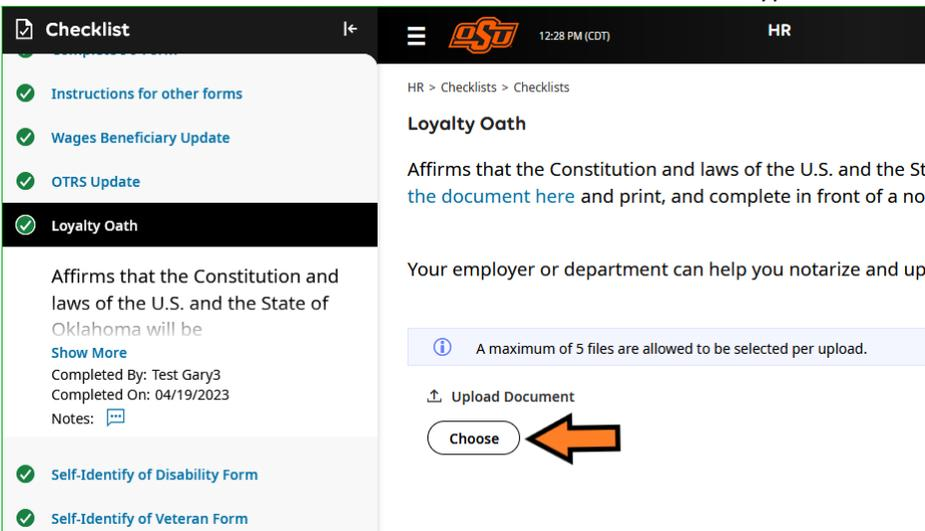 Checklist
Instructions for other forms
Wages Beneficiary Update
OTRS Update
Loyalty Oath
Affirms that the Constitution and
laws of the U.S. and the State of
Oklahoma will be
Show More
Completed By: Test Gary3
Completed On: 04/19/2023
Notes:
Self-Identify of Disability Form
Self-Identify of Veteran Form
OSU
12:28 PM (CDT)
HR
HR > Checklists > Checklists
Loyalty Oath
Affirms that the Constitution and laws of the U.S. and the St
the document here and print, and complete in front of a no
Your employer or department can help you notarize and up
A maximum of 5 files are allowed to be selected per upload.
Upload Document
Choose